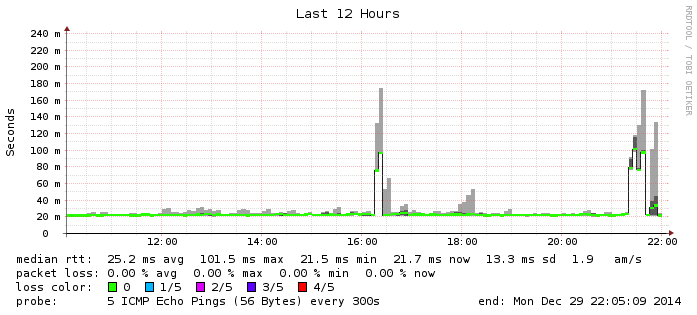 Last 12 Hours
RRDTOOL / TOBI OETIKER
Seconds
240 m
220 m
200 m
180 m
160 m
140 m
120 m
100 m
80 m
60 m
40 m
20 m
0
12:00 14:00 16:00 18:00 20:00 22:00
median rtt: 25.2 ms avg 101.5 ms max 21.5 ms min 21.7 ms now 13.3 ms sd 1.9 am/s
packet loss: 0.00 % avg 0.00 % max 0.00 % min 0.00 % now
loss color: 0 1/5 2/5 3/5 4/5
probe: 5 ICMP Echo Pings (56 Bytes) every 300s end: Mon Dec 29 22:05:09 2014